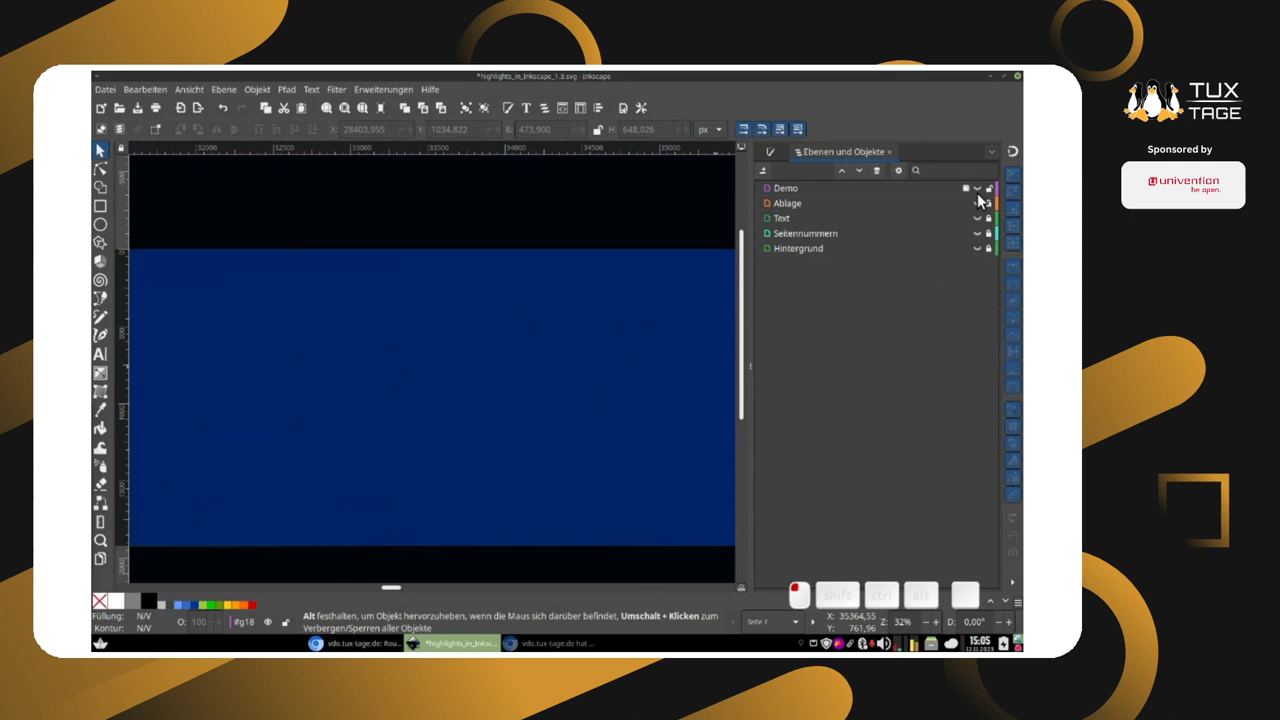 *highlights_in_Inkscape_1.3.svg - Inkscape
Datei Bearbeiten Ansicht Ebene Objekt Pfad Text Filter Erweiterungen Hilfe
X: 28403,955 Y: 1034,822 B: 473,900 H: 648,026 px
32000 32500 33000 33500 34000 34500 35000
Ebenen und Objekte
Demo
Ablage
Text
Seitennummern
Hintergrund
shift ctrl alt
Füllung: N/V
Kontur: N/V
O: 100
#g18
Alt festhalten, um Objekt hervorzuheben, wenn die Maus sich darüber befindet, Umschalt + Klicken zum
Verbergen/Sperren aller Objekte
Seite 1
X: 35364,55
Y: 761,96
Z: 32%
D: 0,00°
vdo.tux-tage.de: Rau...
*highlights_in_Inksc...
vdo.tux-tage.de hat ...
15:05
12.11.2023
TUX
TAGE
Sponsored by
univention
be open.